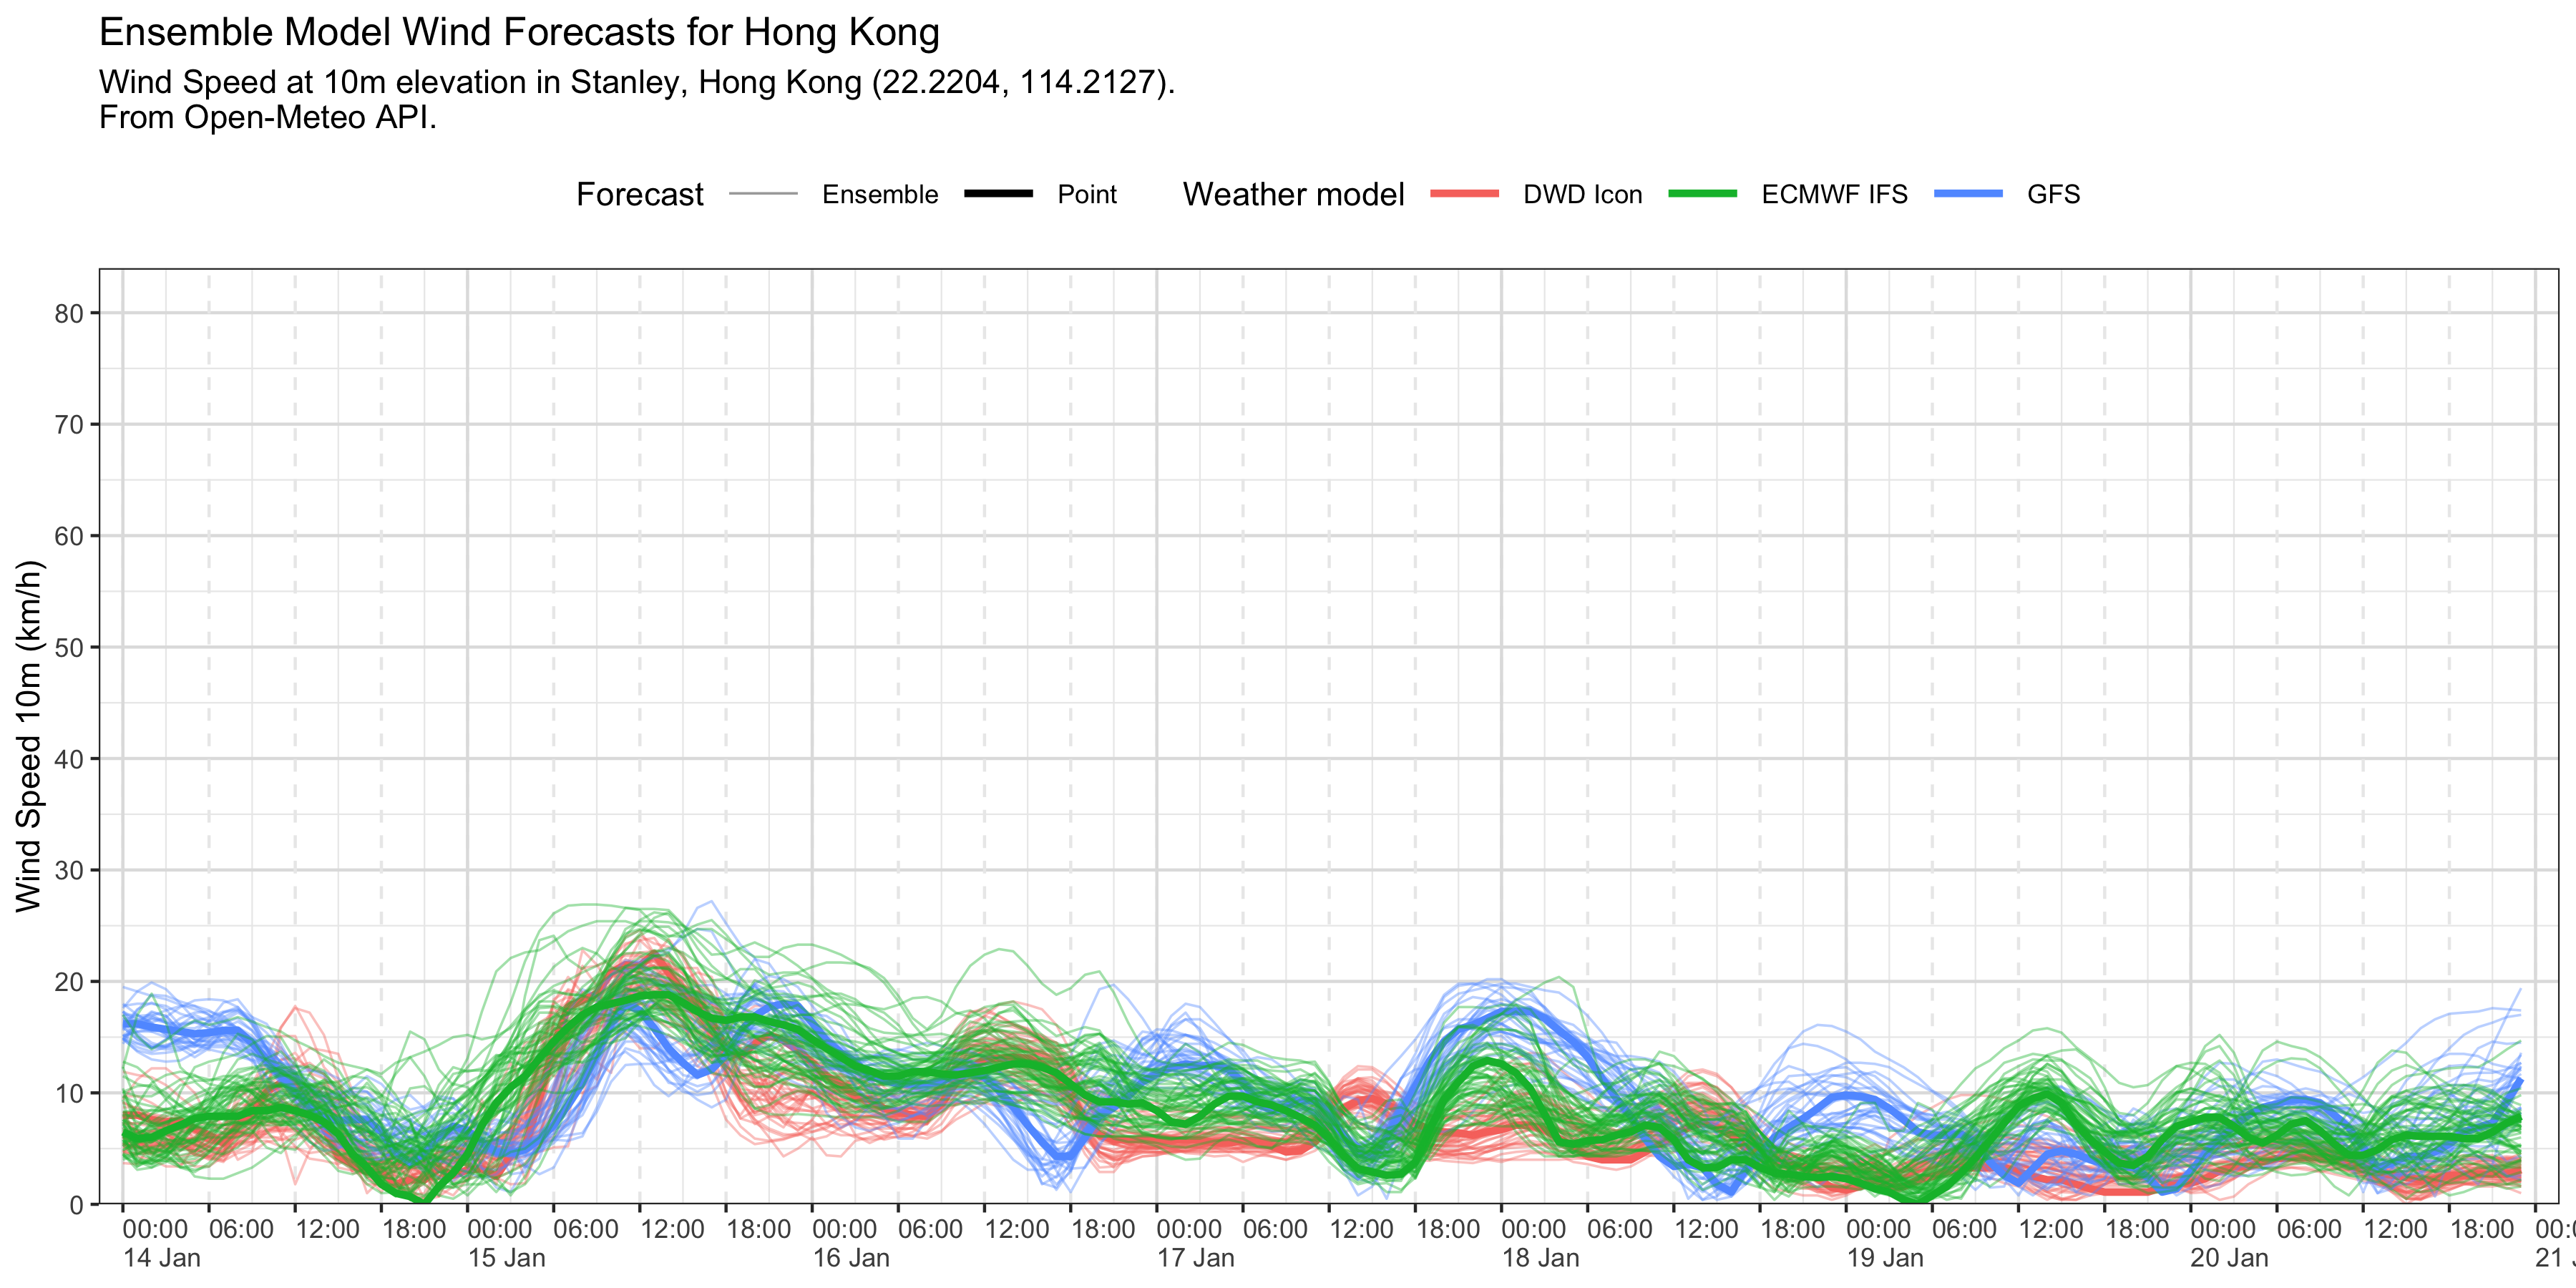 Ensemble Model Wind Forecasts for Hong Kong
Wind Speed at 10m elevation in Stanley, Hong Kong (22.2204, 114.2127).
From Open-Meteo API.
Forecast Ensemble Point Weather model DWD Icon ECMWF IFS GFS
Wind Speed 10m (km/h)
80
70
60
50
40
30
20
10
0
00:00 06:00 12:00 18:00 00:00 06:00 12:00 18:00 00:00 06:00 12:00 18:00 00:00 06:00 12:00 18:00 00:00 06:00 12:00 18:00 00:00 06:00 12:00 18:00 00:00 06:00 12:00 18:00 00:0
14 Jan 15 Jan 16 Jan 17 Jan 18 Jan 19 Jan 20 Jan 21 J